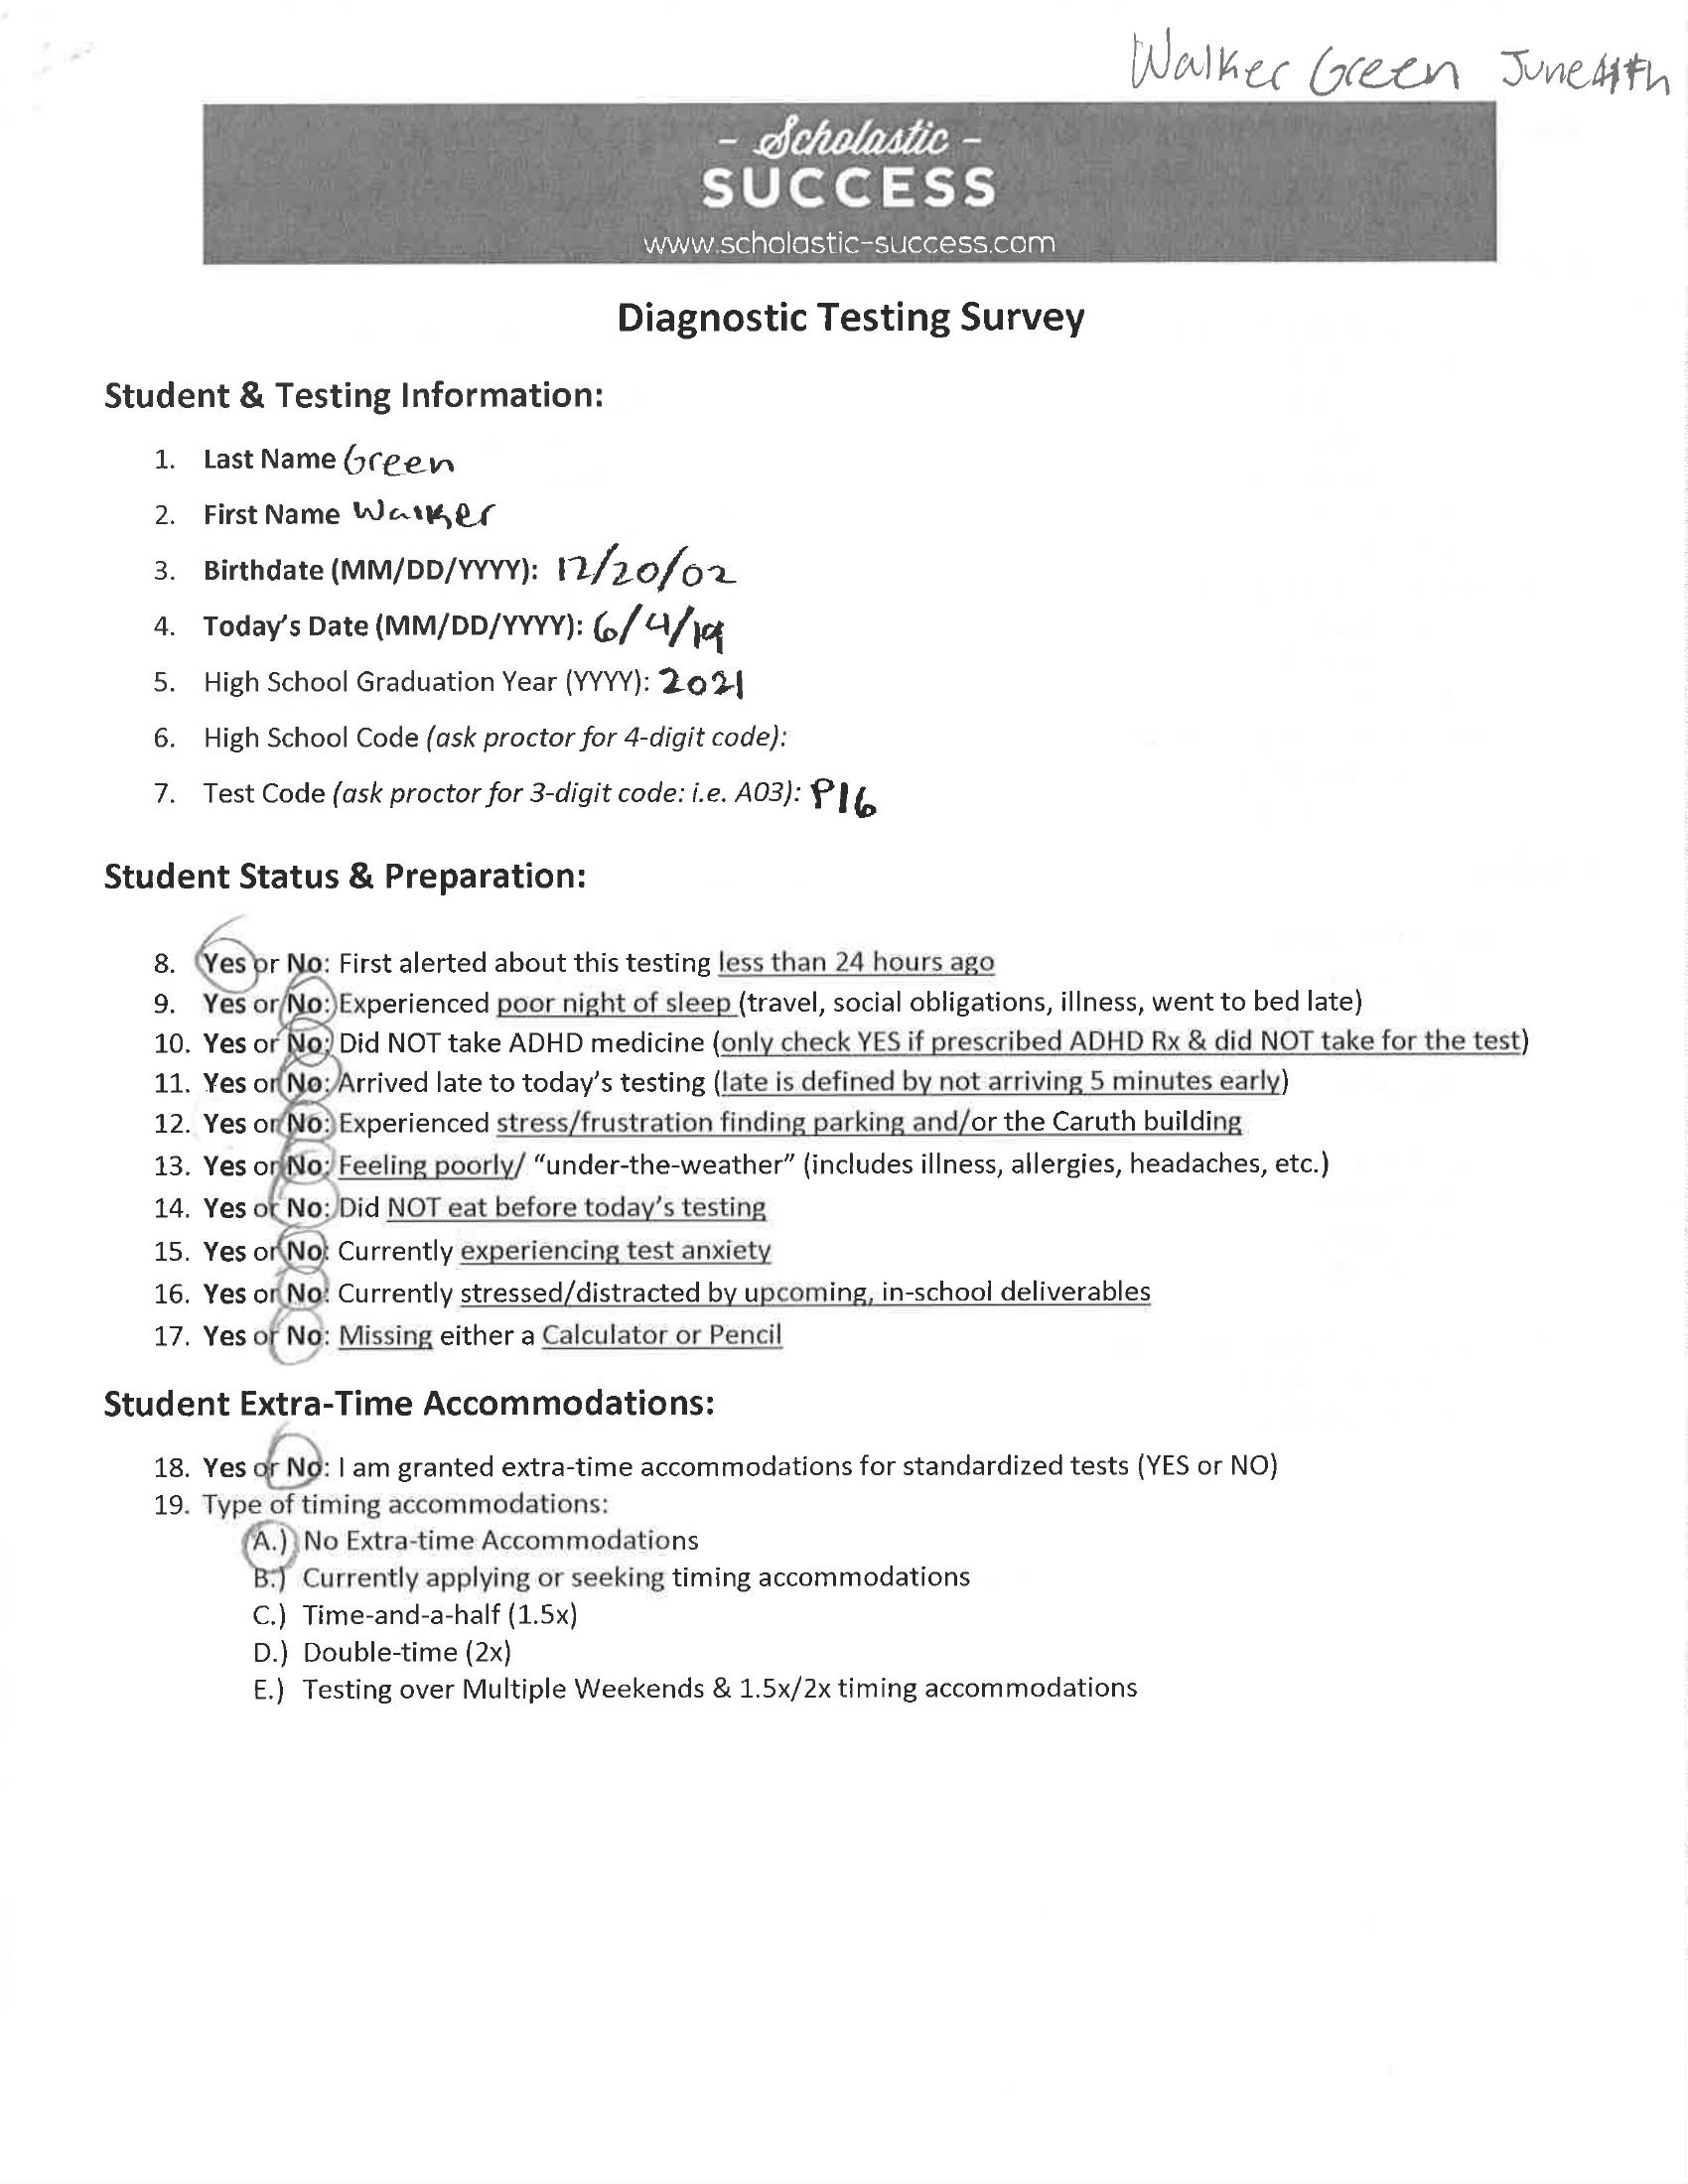 Walker Green June 4th
- Scholastic -
SUCCESS
www.scholastic-success.com
Diagnostic Testing Survey
Student & Testing Information:
1. Last Name Green
2. First Name Walker
3. Birthdate (MM/DD/YYYY): 12/20/02
4. Today's Date (MM/DD/YYYY): 6/4/19
5. High School Graduation Year (YYYY): 2021
6. High School Code (ask proctor for 4-digit code):
7. Test Code (ask proctor for 3-digit code: i.e. A03): P16
Student Status & Preparation:
8. Yes or No: First alerted about this testing less than 24 hours ago
9. Yes or No: Experienced poor night of sleep (travel, social obligations, illness, went to bed late)
10. Yes or No: Did NOT take ADHD medicine (only check YES if prescribed ADHD Rx & did NOT take for the test)
11. Yes or No: Arrived late to today's testing (late is defined by not arriving 5 minutes early)
12. Yes or No: Experienced stress/frustration finding parking and/or the Caruth building
13. Yes or No: Feeling poorly/ “under-the-weather” (includes illness, allergies, headaches, etc.)
14. Yes or No: Did NOT eat before today's testing
15. Yes or No: Currently experiencing test anxiety
16. Yes or No: Currently stressed/distracted by upcoming, in-school deliverables
17. Yes or No: Missing either a Calculator or Pencil
Student Extra-Time Accommodations:
18. Yes or No: I am granted extra-time accommodations for standardized tests (YES or NO)
19. Type of timing accommodations:
A.) No Extra-time Accommodations
B.) Currently applying or seeking timing accommodations
C.) Time-and-a-half (1.5x)
D.) Double-time (2x)
E.) Testing over Multiple Weekends & 1.5x/2x timing accommodations